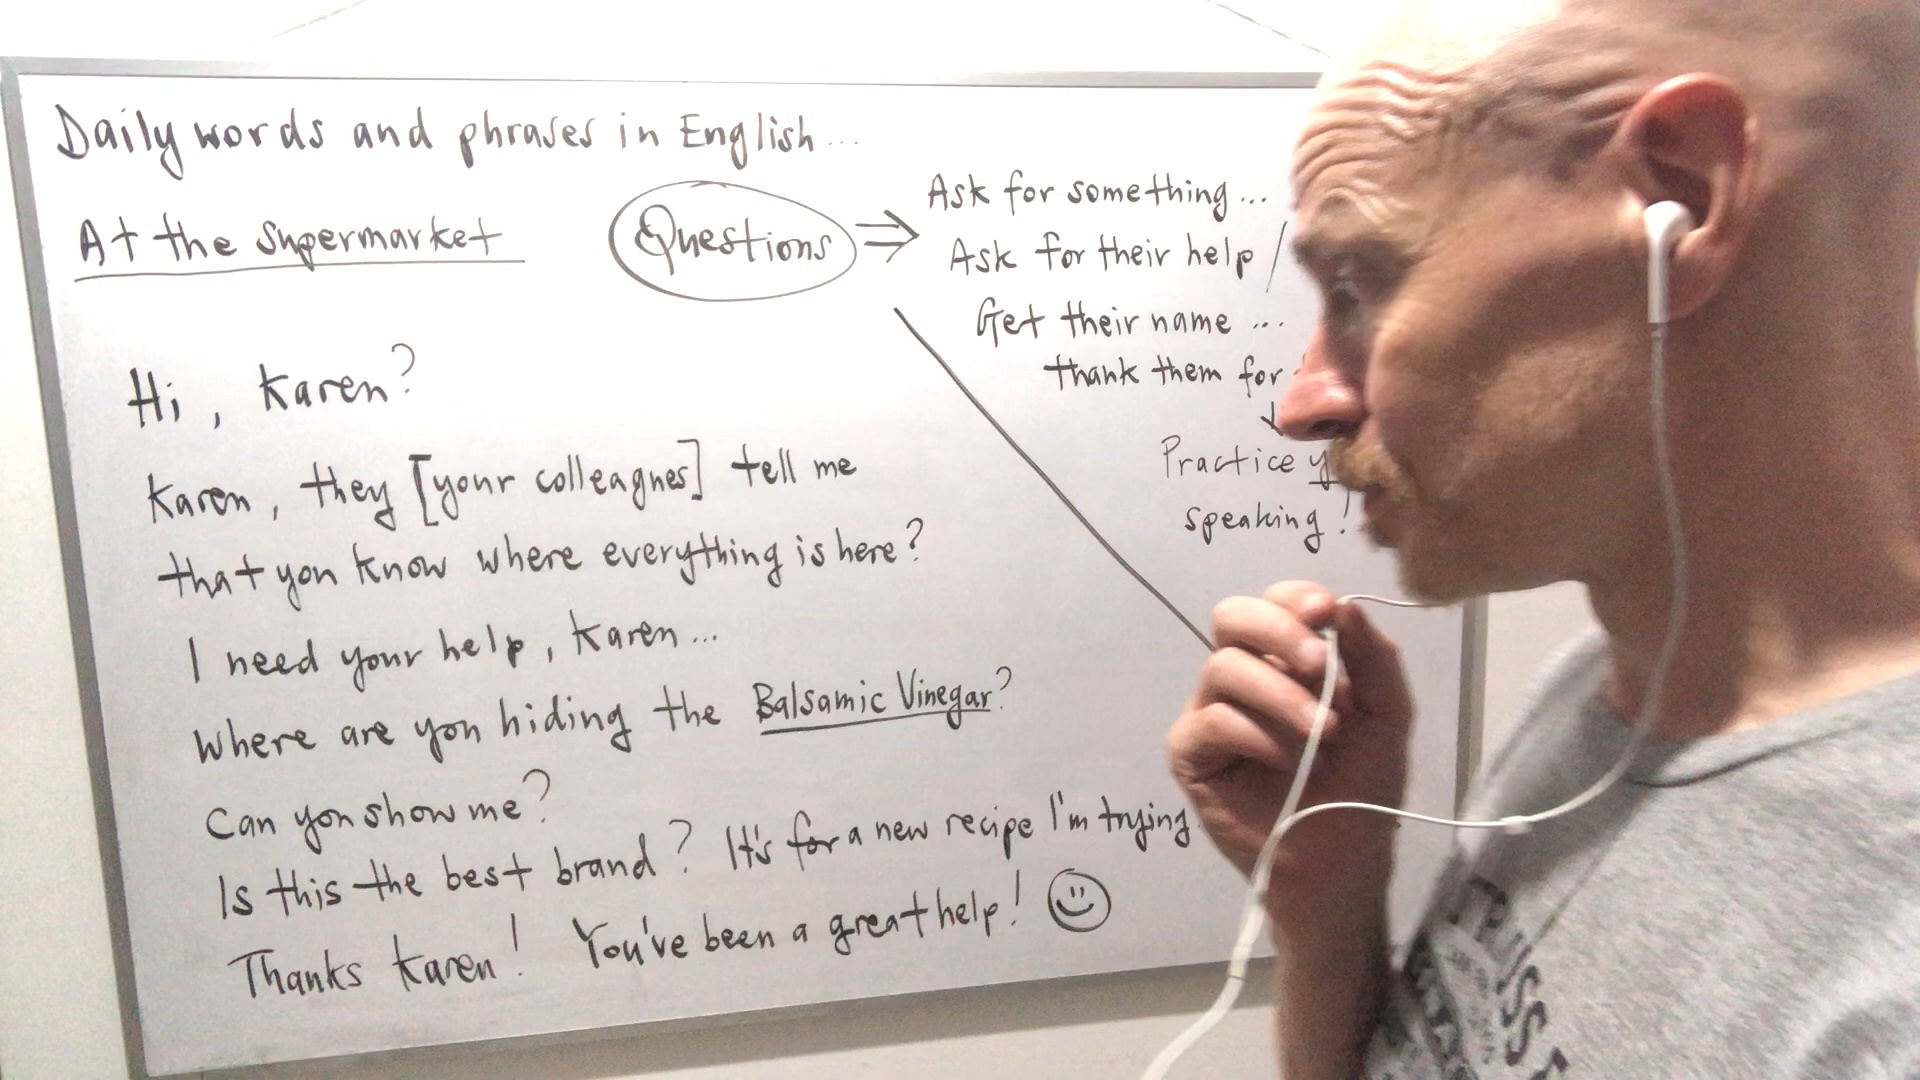 Daily words and phrases in English...
At the supermarket
Questions
Ask for something...
Ask for their help /
Get their name ...
thank them for
Practice
speaking!
Hi, Karen?
Karen, they [your colleagues] tell me
that you know where everything is here?
I need your help, Karen...
Where are you hiding the Balsamic Vinegar?
Can you show me?
Is this the best brand? It's for a new recipe I'm trying.
Thanks Karen! You've been a great help!